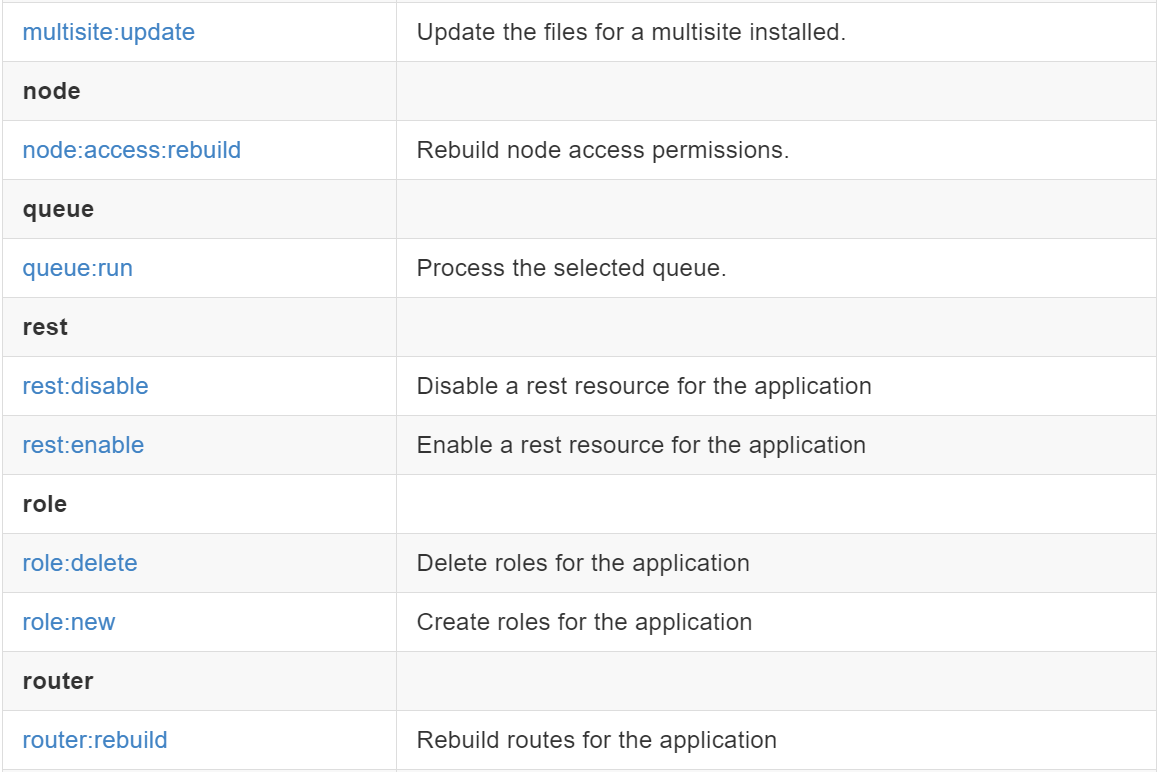 multisite:update Update the files for a multisite installed.
node
node:access:rebuild Rebuild node access permissions.
queue
queue:run Process the selected queue.
rest
rest:disable Disable a rest resource for the application
rest:enable Enable a rest resource for the application
role
role:delete Delete roles for the application
role:new Create roles for the application
router
router:rebuild Rebuild routes for the application